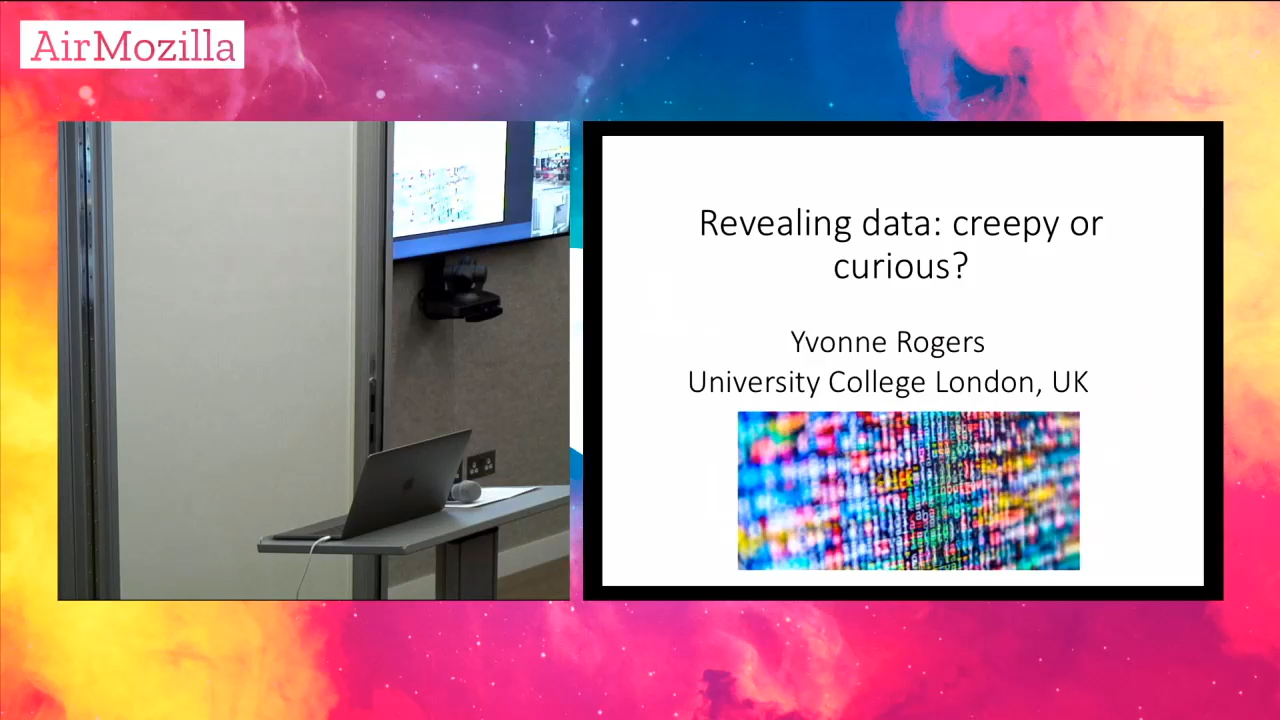 AirMozilla
Revealing data: creepy or
curious?
Yvonne Rogers
University College London, UK